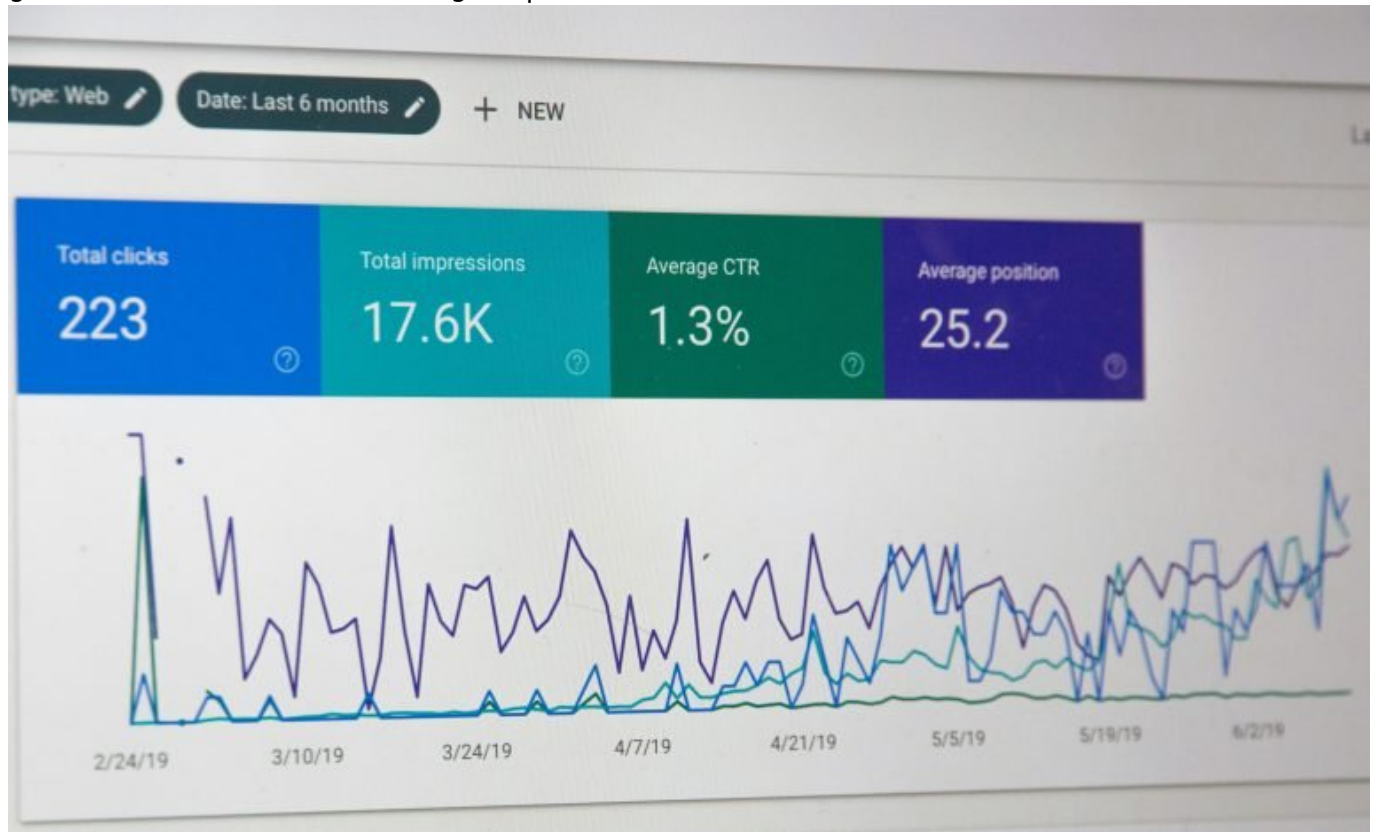 type: Web
Date: Last 6 months
+ NEW
Total clicks
223
Total impressions
17.6K
Average CTR
1.3%
Average position
25.2
2/24/19
3/10/19
3/24/19
4/7/19
4/21/19
5/5/19
5/19/19
6/2/19